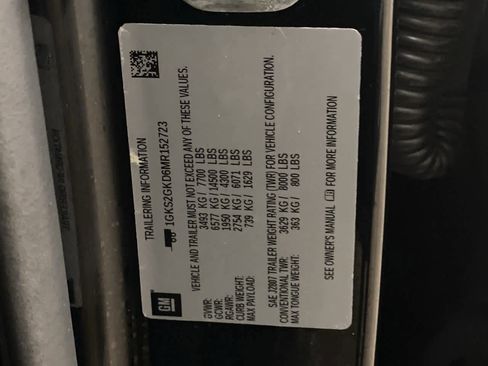 TRAILERING INFORMATION
1GKS2GKD6MR152723
VEHICLE AND TRAILER MUST NOT EXCEED ANY OF THESE VALUES.
GVWR: 3493 KG / 7700 LBS
GCWR: 6577 KG / 14500 LBS
RGAWR: 1950 KG / 4300 LBS
CURB WEIGHT: 2754 KG / 6071 LBS
MAX PAYLOAD: 739 KG / 1629 LBS
SAE J2807 TRAILER WEIGHT RATING (TWR) FOR VEHICLE CONFIGURATION.
CONVENTIONAL TWR: 3629 KG / 8000 LBS
MAX TONGUE WEIGHT: 363 KG / 800 LBS
SEE OWNER'S MANUAL FOR MORE INFORMATION
GM